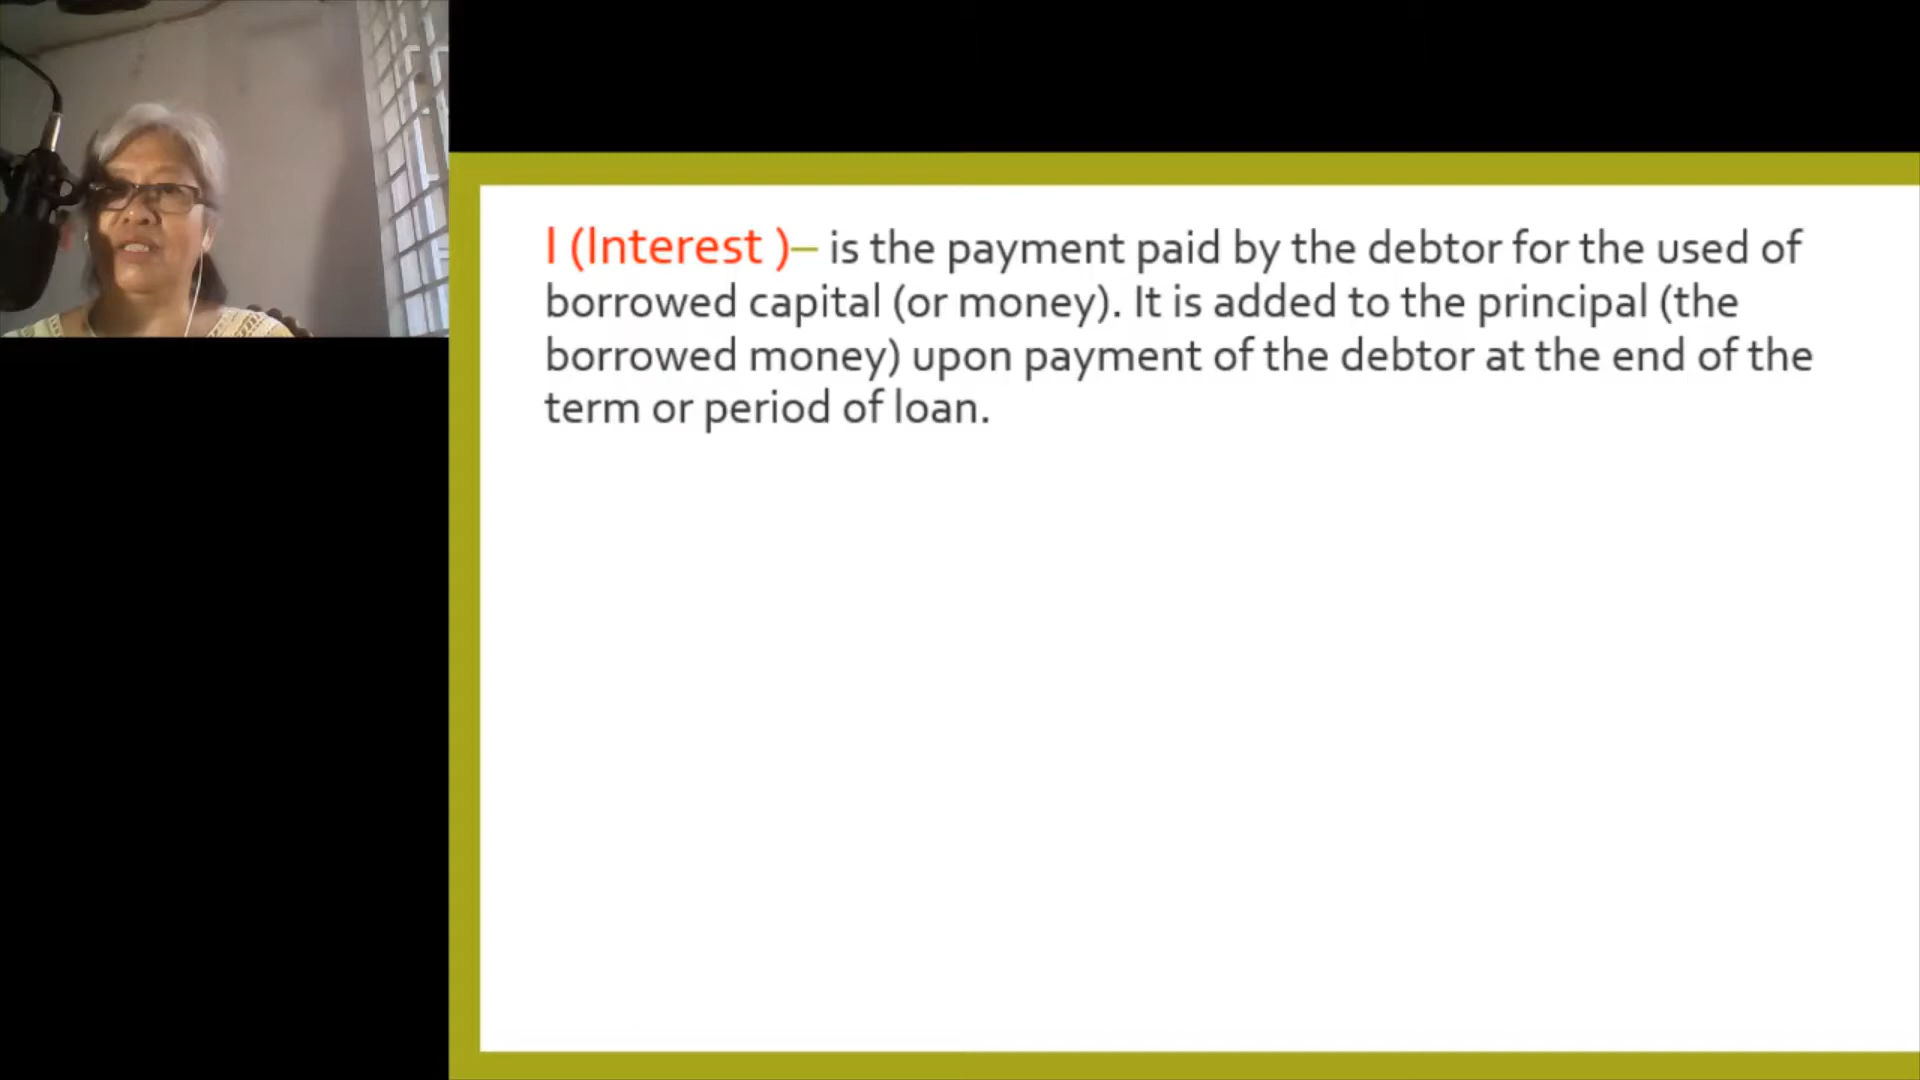 I (Interest )– is the payment paid by the debtor for the used of
borrowed capital (or money). It is added to the principal (the
borrowed money) upon payment of the debtor at the end of the
term or period of loan.